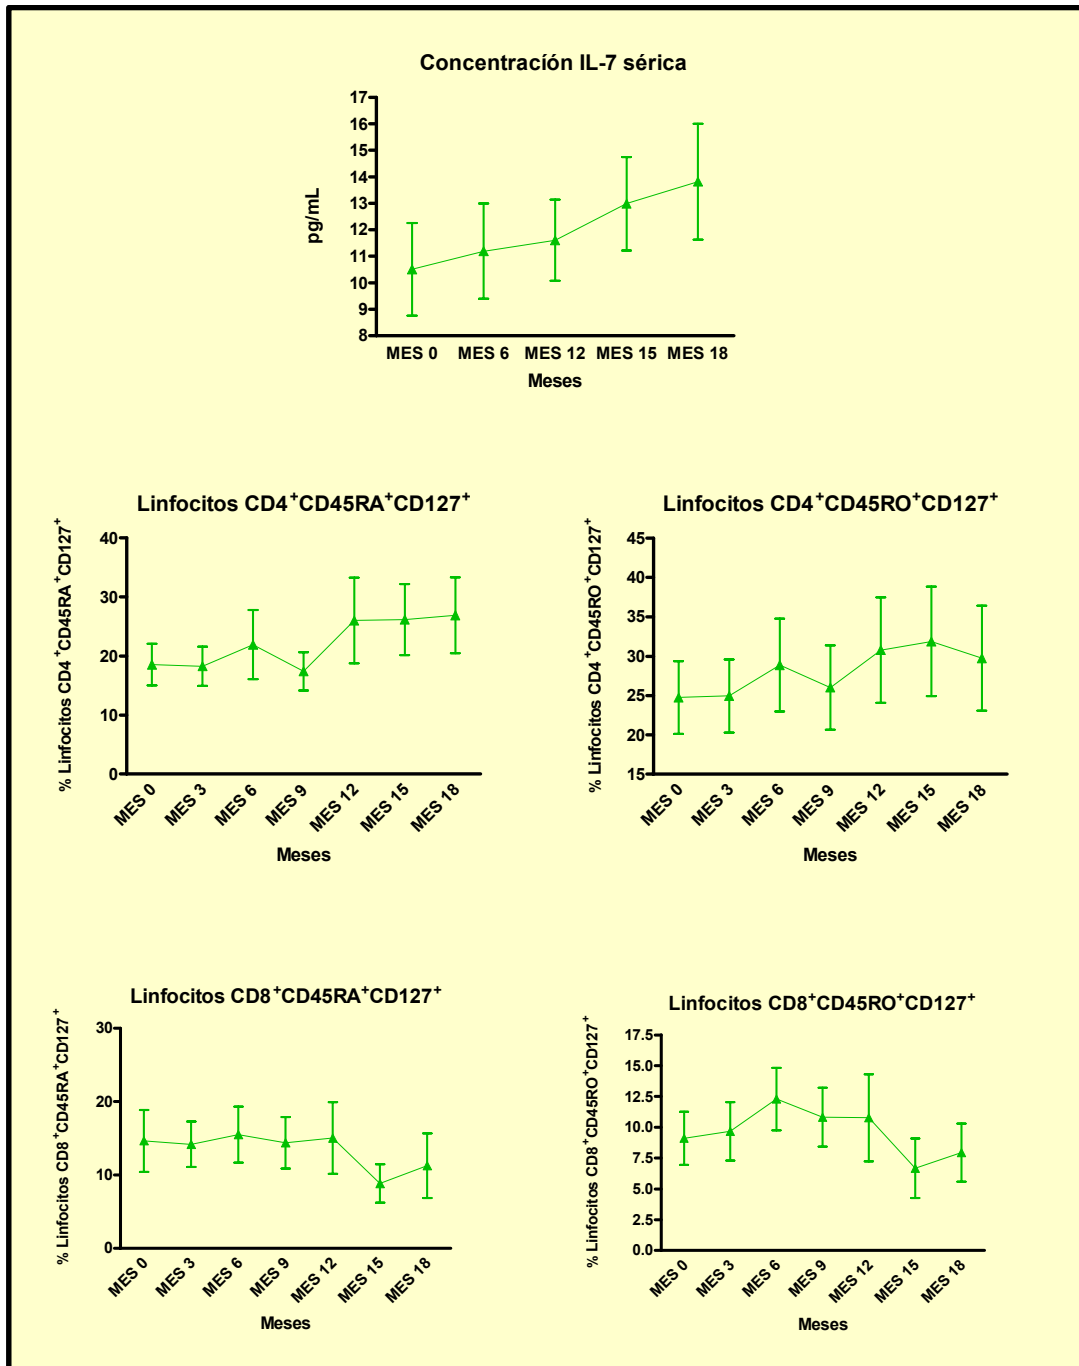 Concentracíón IL-7 sérica
pg/mL
17
16
15
14
13
12
11
10
9
8
MES 0 MES 6 MES 12 MES 15 MES 18
Meses
Linfocitos CD4+CD45RA+CD127+
% Linfocitos CD4+CD45RA+CD127+
40
30
20
10
0
MES 0 MES 3 MES 6 MES 9 MES 12 MES 15 MES 18
Meses
Linfocitos CD4+CD45RO+CD127+
% Linfocitos CD4+CD45RO+CD127+
45
40
35
30
25
20
15
MES 0 MES 3 MES 6 MES 9 MES 12 MES 15 MES 18
Meses
Linfocitos CD8+CD45RA+CD127+
% Linfocitos CD8+CD45RA+CD127+
30
20
10
0
MES 0 MES 3 MES 6 MES 9 MES 12 MES 15 MES 18
Meses
Linfocitos CD8+CD45RO+CD127+
% Linfocitos CD8+CD45RO+CD127+
17.5
15.0
12.5
10.0
7.5
5.0
2.5
0.0
MES 0 MES 3 MES 6 MES 9 MES 12 MES 15 MES 18
Meses